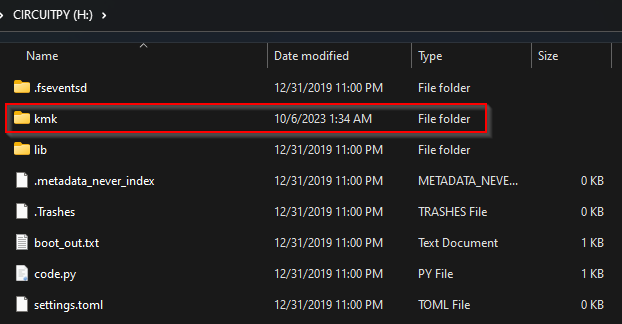 CIRCUITPY (H:)
Name Date modified Type Size
.fseventsd 12/31/2019 11:00 PM File folder
kmk 10/6/2023 1:34 AM File folder
lib 12/31/2019 11:00 PM File folder
.metadata_never_index 12/31/2019 11:00 PM METADATA_NEVE... 0 KB
.Trashes 12/31/2019 11:00 PM TRASHES File 0 KB
boot_out.txt 12/31/2019 11:00 PM Text Document 1 KB
code.py 12/31/2019 11:00 PM PY File 1 KB
settings.toml 12/31/2019 11:00 PM TOML File 0 KB